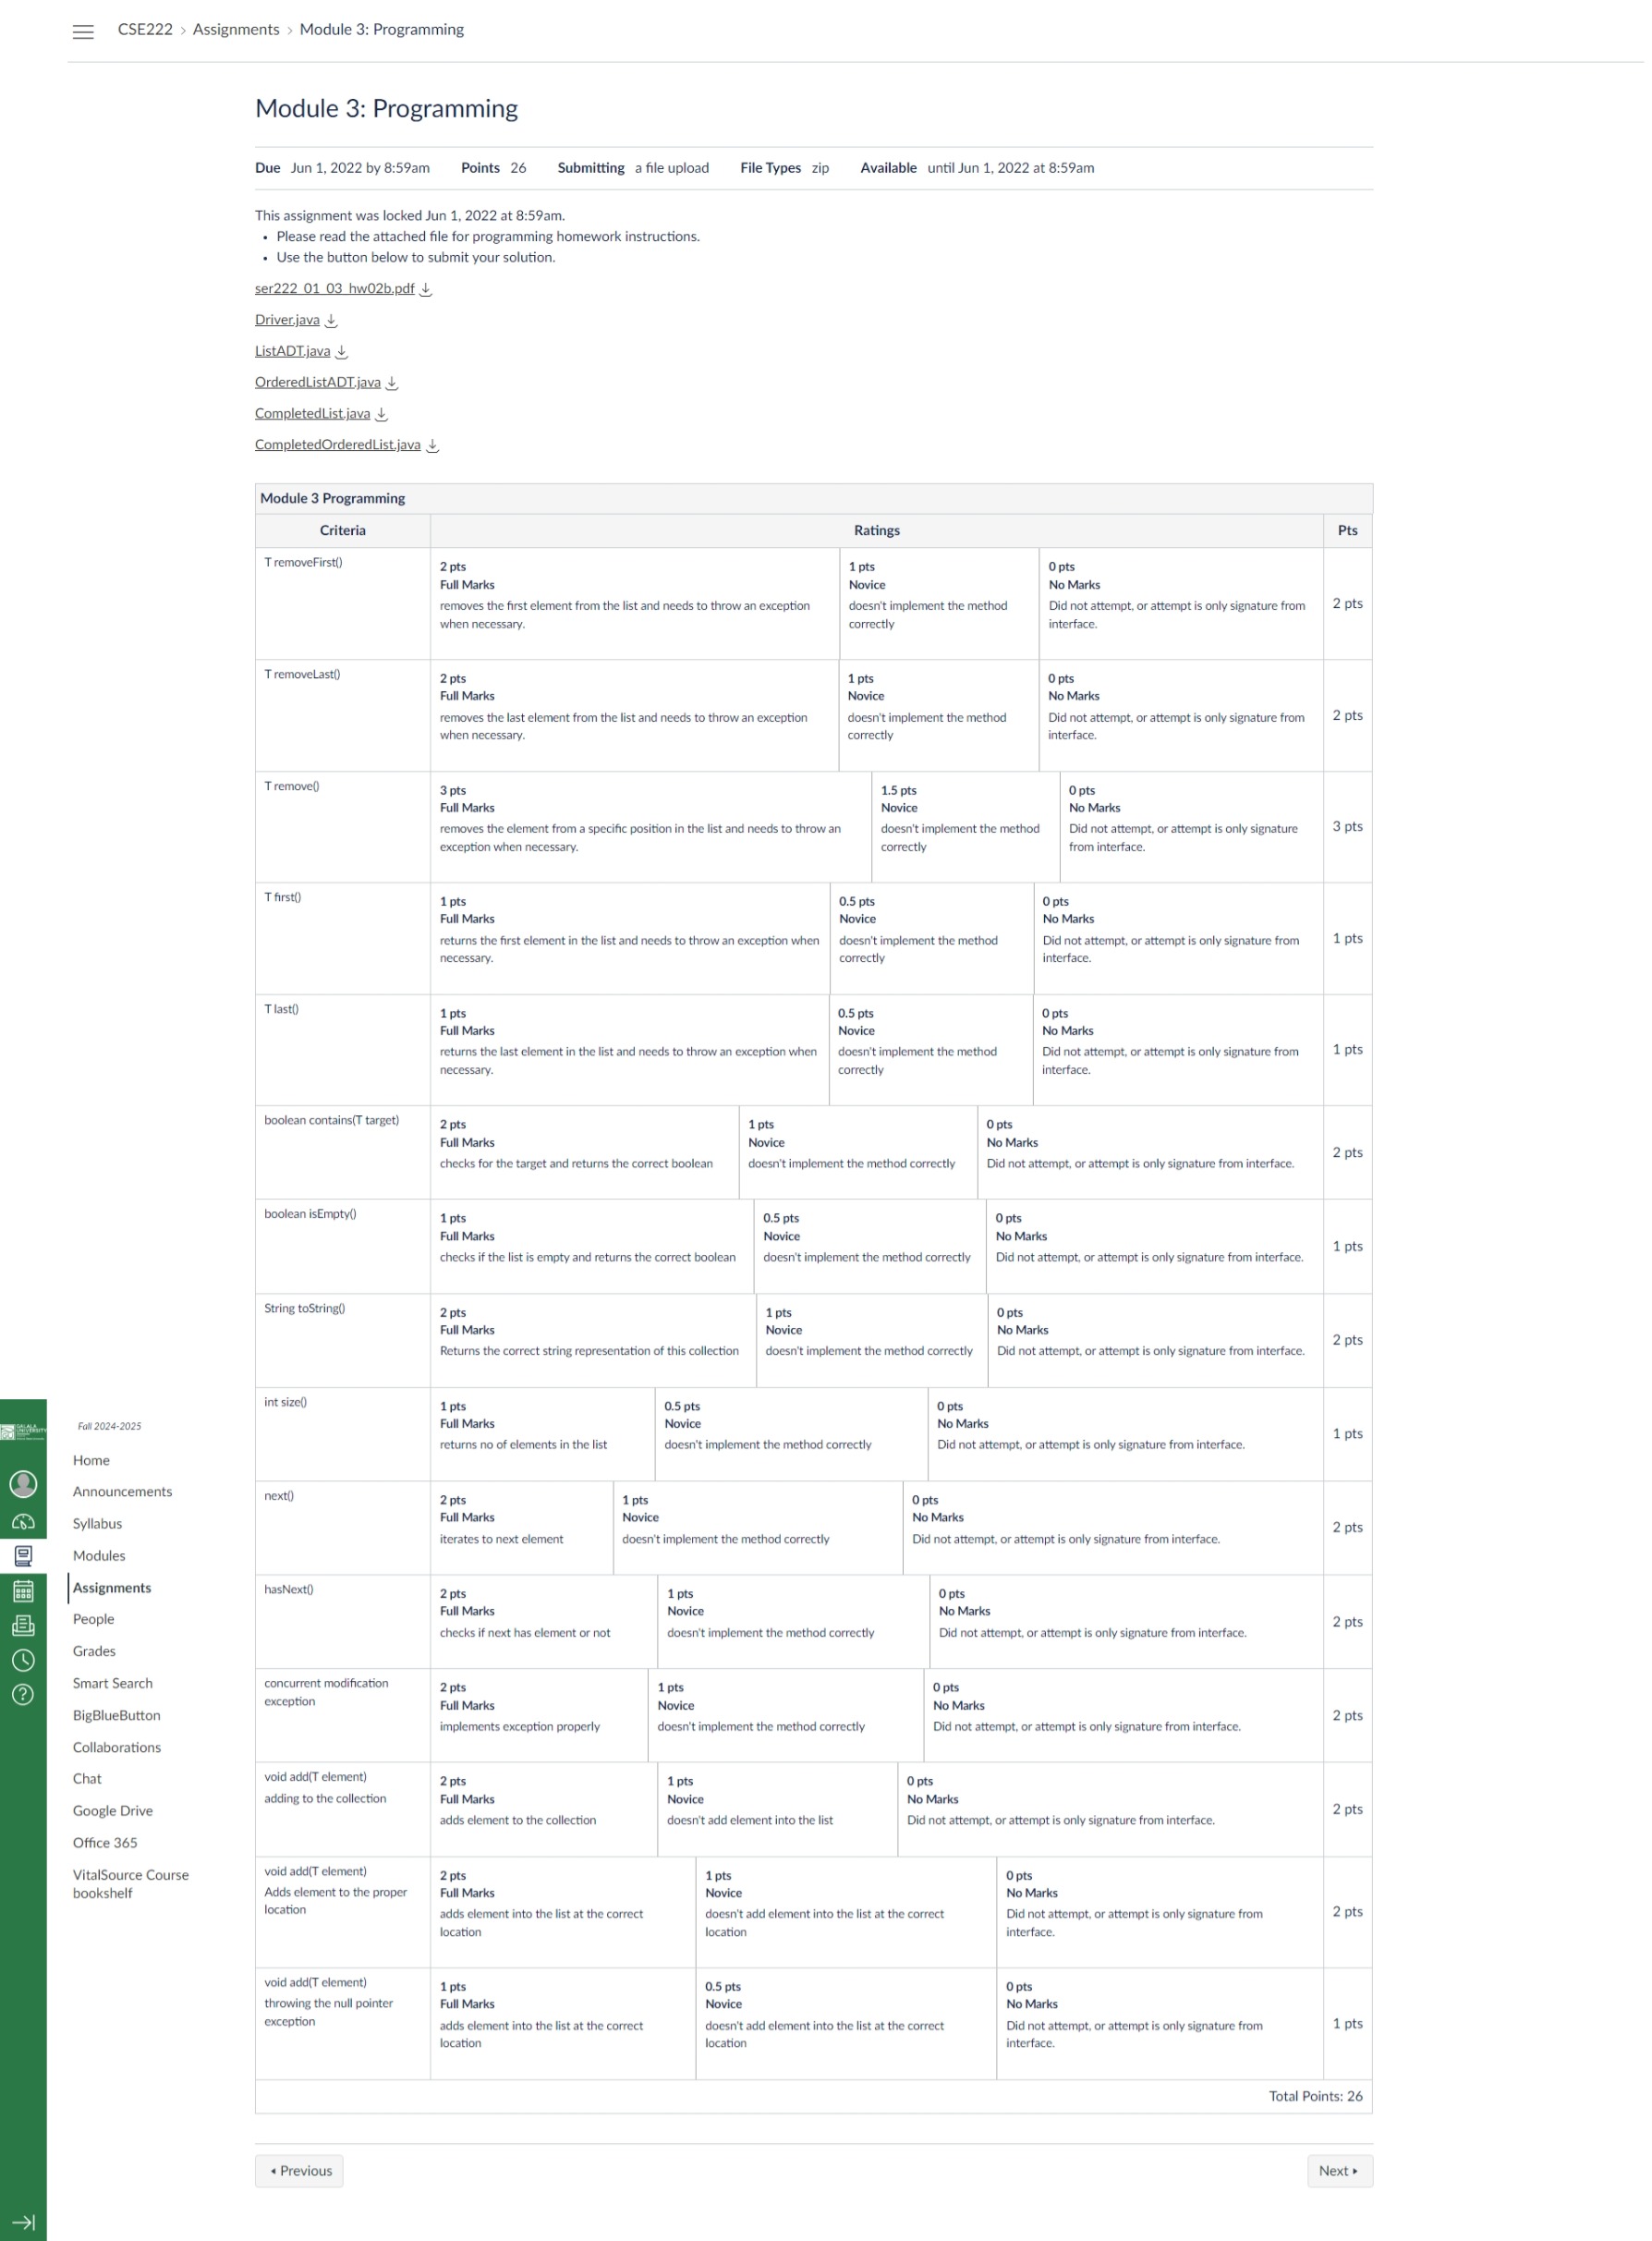 CSE222 › Assignments › Module 3: Programming
Module 3: Programming
Due Jun 1, 2022 by 8:59am Points 26 Submitting a file upload File Types zip Available until Jun 1, 2022 at 8:59am
This assignment was locked Jun 1, 2022 at 8:59am.
• Please read the attached file for programming homework instructions.
• Use the button below to submit your solution.
ser222_01_03_hw02b.pdf
Driver.java
ListADT.java
OrderedListADT.java
CompletedList.java
CompletedOrderedList.java
Module 3 Programming
Criteria Ratings Pts
T removeFirst()
2 pts
Full Marks
removes the first element from the list and needs to throw an exception
when necessary.
1 pts
Novice
doesn't implement the method
correctly
0 pts
No Marks
Did not attempt, or attempt is only signature from
interface.
2 pts
T removeLast()
2 pts
Full Marks
removes the last element from the list and needs to throw an exception
when necessary.
1 pts
Novice
doesn't implement the method
correctly
0 pts
No Marks
Did not attempt, or attempt is only signature from
interface.
2 pts
T remove()
3 pts
Full Marks
removes the element from a specific position in the list and needs to throw an
exception when necessary.
1.5 pts
Novice
doesn't implement the method
correctly
0 pts
No Marks
Did not attempt, or attempt is only signature
from interface.
3 pts
T first()
1 pts
Full Marks
returns the first element in the list and needs to throw an exception when
necessary.
0.5 pts
Novice
doesn't implement the method
correctly
0 pts
No Marks
Did not attempt, or attempt is only signature from
interface.
1 pts
T last()
1 pts
Full Marks
returns the last element in the list and needs to throw an exception when
necessary.
0.5 pts
Novice
doesn't implement the method
correctly
0 pts
No Marks
Did not attempt, or attempt is only signature from
interface.
1 pts
boolean contains(T target)
2 pts
Full Marks
checks for the target and returns the correct boolean
1 pts
Novice
doesn't implement the method correctly
0 pts
No Marks
Did not attempt, or attempt is only signature from interface.
2 pts
boolean isEmpty()
1 pts
Full Marks
checks if the list is empty and returns the correct boolean
0.5 pts
Novice
doesn't implement the method correctly
0 pts
No Marks
Did not attempt, or attempt is only signature from interface.
1 pts
String toString()
2 pts
Full Marks
Returns the correct string representation of this collection
1 pts
Novice
doesn't implement the method correctly
0 pts
No Marks
Did not attempt, or attempt is only signature from interface.
2 pts
int size()
1 pts
Full Marks
returns no of elements in the list
0.5 pts
Novice
doesn't implement the method correctly
0 pts
No Marks
Did not attempt, or attempt is only signature from interface.
1 pts
next()
2 pts
Full Marks
iterates to next element
1 pts
Novice
doesn't implement the method correctly
0 pts
No Marks
Did not attempt, or attempt is only signature from interface.
2 pts
hasNext()
2 pts
Full Marks
checks if next has element or not
1 pts
Novice
doesn't implement the method correctly
0 pts
No Marks
Did not attempt, or attempt is only signature from interface.
2 pts
concurrent modification
exception
2 pts
Full Marks
implements exception properly
1 pts
Novice
doesn't implement the method correctly
0 pts
No Marks
Did not attempt, or attempt is only signature from interface.
2 pts
void add(T element)
adding to the collection
2 pts
Full Marks
adds element to the collection
1 pts
Novice
doesn't add element into the list
0 pts
No Marks
Did not attempt, or attempt is only signature from interface.
2 pts
void add(T element)
Adds element to the proper
location
2 pts
Full Marks
adds element into the list at the correct
location
1 pts
Novice
doesn't add element into the list at the correct
location
0 pts
No Marks
Did not attempt, or attempt is only signature from
interface.
2 pts
void add(T element)
throwing the null pointer
exception
1 pts
Full Marks
adds element into the list at the correct
location
0.5 pts
Novice
doesn't add element into the list at the correct
location
0 pts
No Marks
Did not attempt, or attempt is only signature from
interface.
1 pts
Total Points: 26
Previous
Next
GALALA
UNIVERSITY
Fall 2024-2025
Home
Announcements
Syllabus
Modules
Assignments
People
Grades
Smart Search
BigBlueButton
Collaborations
Chat
Google Drive
Office 365
VitalSource Course
bookshelf